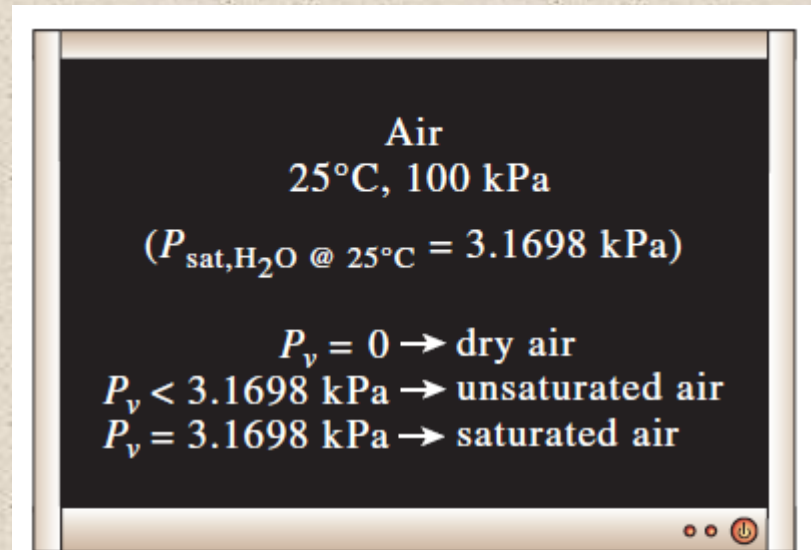 Air
25°C, 100 kPa
(P_sat,H₂O @ 25°C = 3.1698 kPa)
P_v = 0 → dry air
P_v < 3.1698 kPa → unsaturated air
P_v = 3.1698 kPa → saturated air